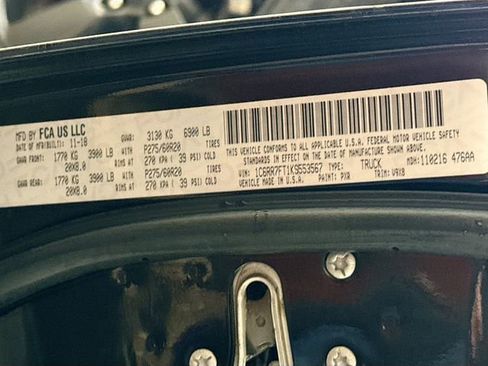 MFD BY FCA US LLC
DATE OF MFR(BUILT): 11-18 GVWR: 3130 KG 6900 LB
GAWR FRONT: 1770 KG 3900 LB WITH TIRES P275/60R20
20X8.0 RIMS AT 270 KPA ( 39 PSI) COLD
GAWR REAR: 1770 KG 3900 LB WITH TIRES P275/60R20
20X8.0 RIMS AT 270 KPA ( 39 PSI) COLD
THIS VEHICLE CONFORMS TO ALL APPLICABLE U.S.A. FEDERAL MOTOR VEHICLE SAFETY
STANDARDS IN EFFECT ON THE DATE OF MANUFACTURE SHOWN ABOVE.
VIN: 1C6RR7FT1KS553567 TYPE: TRUCK MDH: 110216 476AA
VEHICLE MADE IN U.S.A. PAINT: PXR TRIM: V9X8